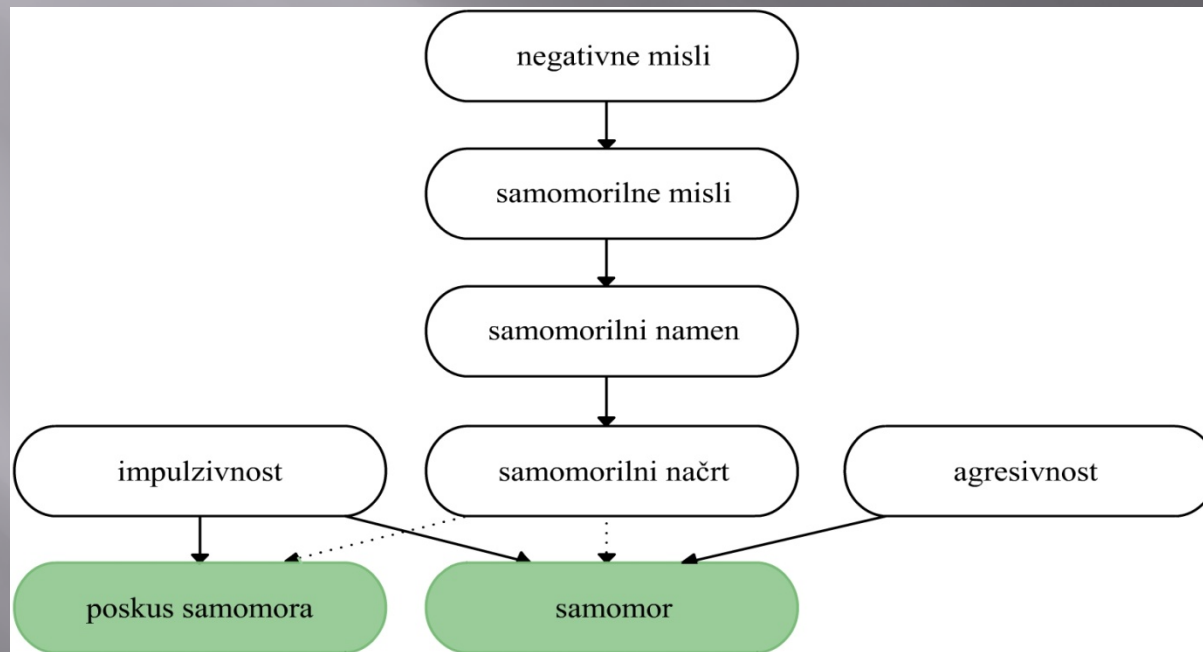 negativne misli
samomorilne misli
samomorilni namen
impulzivnost
samomorilni načrt
agresivnost
poskus samomora
samomor